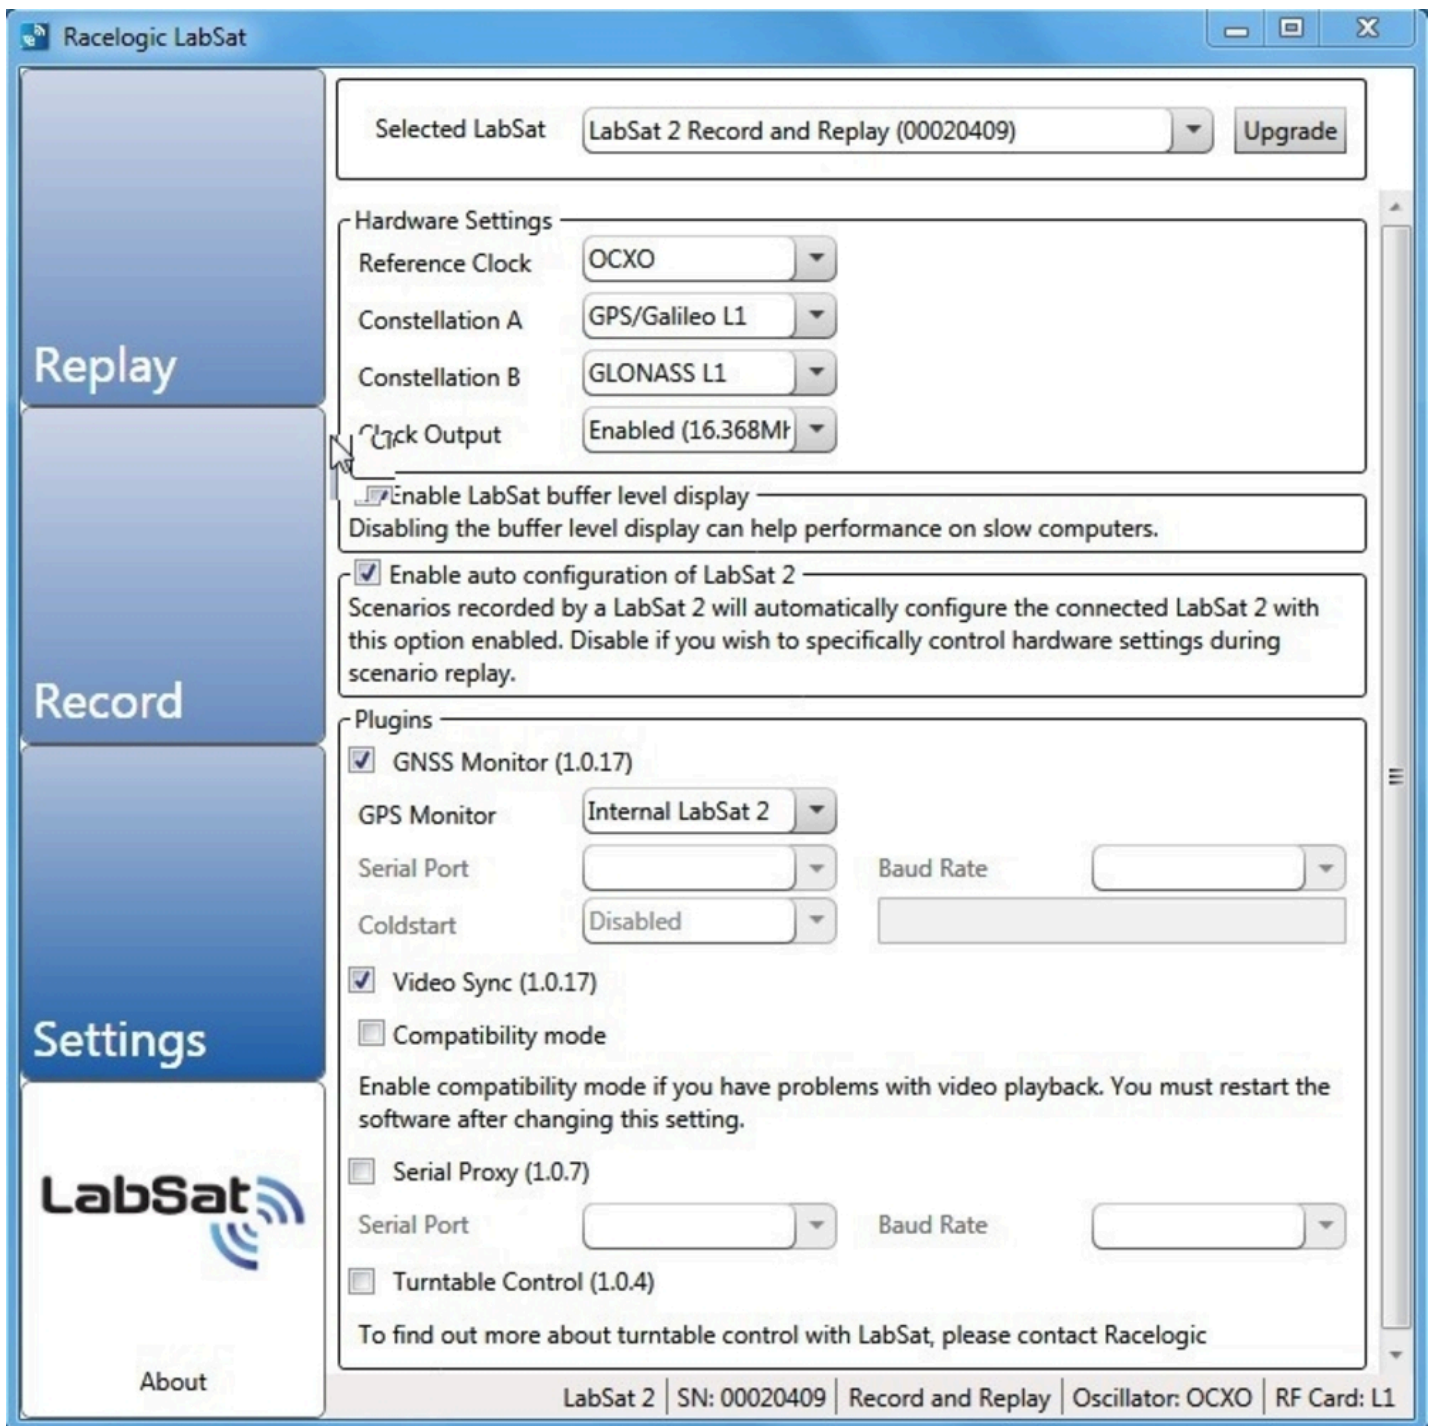 Racelogic LabSat
Selected LabSat
LabSat 2 Record and Replay (00020409)
Upgrade
Hardware Settings
Reference Clock
OCXO
Constellation A
GPS/Galileo L1
Constellation B
GLONASS L1
Clock Output
Enabled (16.368Mh
Enable LabSat buffer level display
Disabling the buffer level display can help performance on slow computers.
Enable auto configuration of LabSat 2
Scenarios recorded by a LabSat 2 will automatically configure the connected LabSat 2 with
this option enabled. Disable if you wish to specifically control hardware settings during
scenario replay.
Plugins
GNSS Monitor (1.0.17)
GPS Monitor
Internal LabSat 2
Serial Port
Baud Rate
Coldstart
Disabled
Video Sync (1.0.17)
Compatibility mode
Enable compatibility mode if you have problems with video playback. You must restart the
software after changing this setting.
Serial Proxy (1.0.7)
Serial Port
Baud Rate
Turntable Control (1.0.4)
To find out more about turntable control with LabSat, please contact Racelogic
Replay
Record
Settings
LabSat
About
LabSat 2 | SN: 00020409 | Record and Replay | Oscillator: OCXO | RF Card: L1